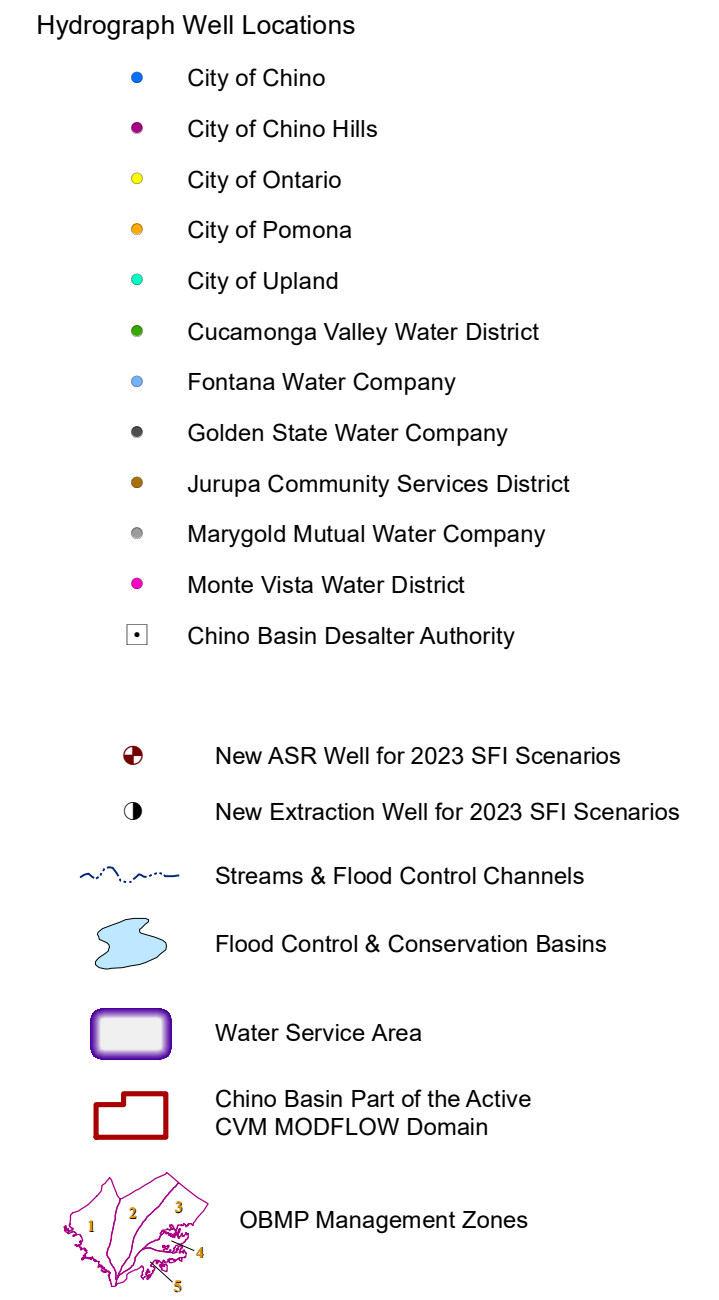 Hydrograph Well Locations
City of Chino
City of Chino Hills
City of Ontario
City of Pomona
City of Upland
Cucamonga Valley Water District
Fontana Water Company
Golden State Water Company
Jurupa Community Services District
Marygold Mutual Water Company
Monte Vista Water District
Chino Basin Desalter Authority
New ASR Well for 2023 SFI Scenarios
New Extraction Well for 2023 SFI Scenarios
Streams & Flood Control Channels
Flood Control & Conservation Basins
Water Service Area
Chino Basin Part of the Active
CVM MODFLOW Domain
1
2
3
4
5
OBMP Management Zones